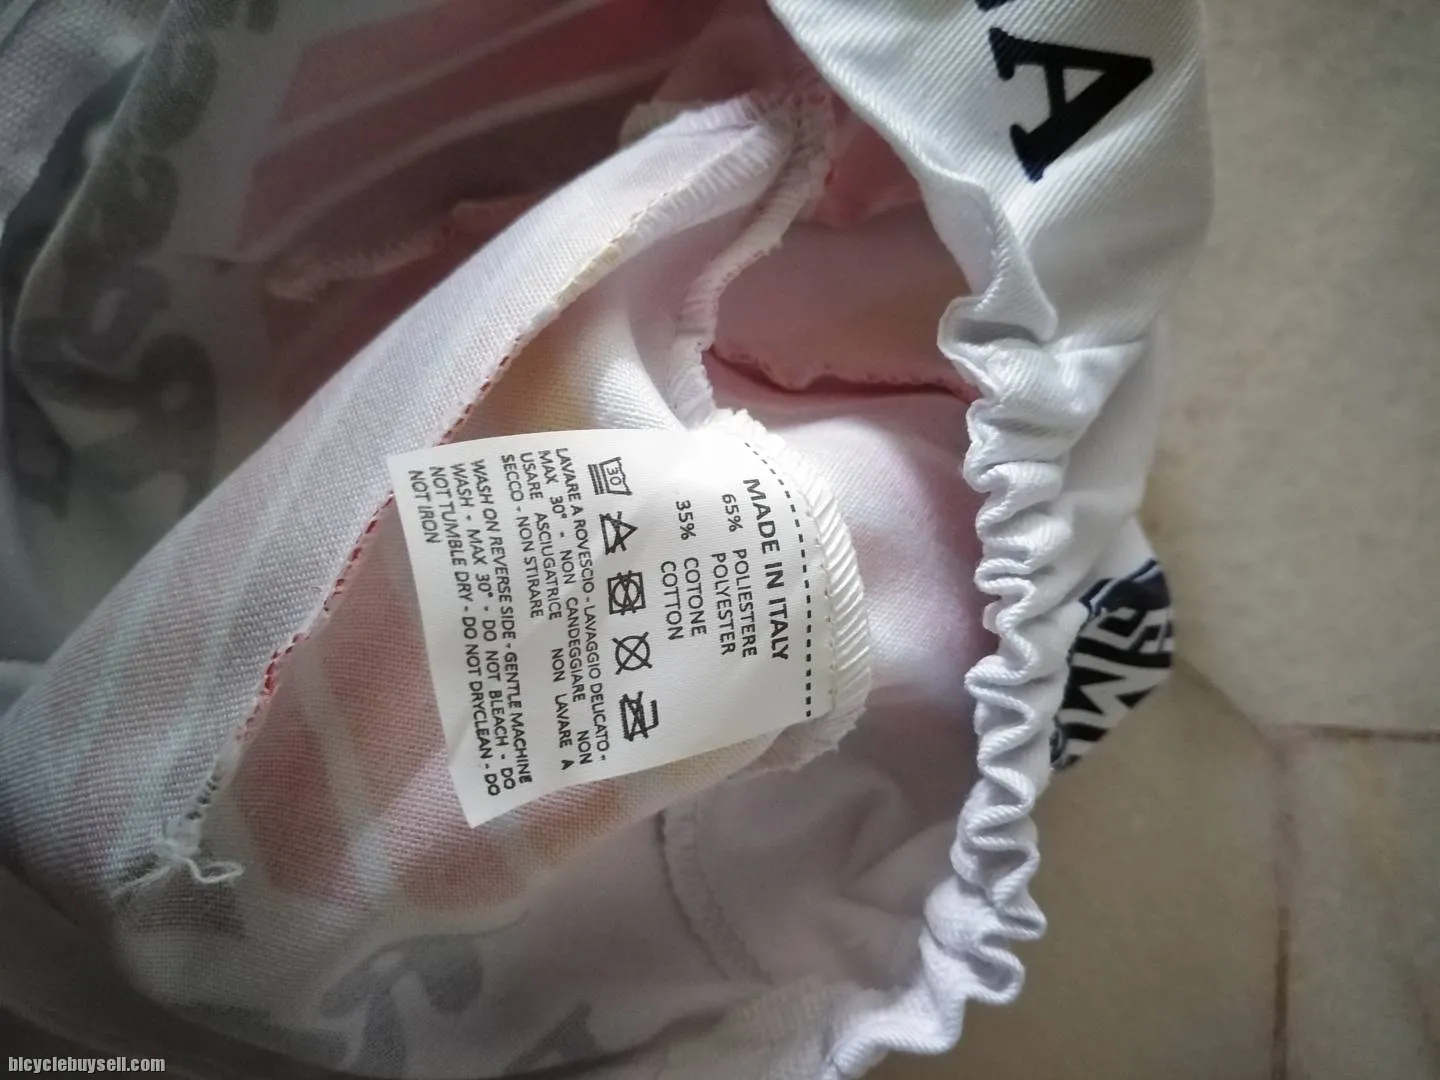 A
MADE IN ITALY
65% POLIESTERE
POLYESTER
35% COTONE
COTTON
30
LAVARE A ROVESCIO - LAVAGGIO DELICATO -
MAX 30° - NON CANDEGGIARE NON
USARE ASCIUGATRICE NON LAVARE A
SECCO - NON STIRARE
WASH ON REVERSE SIDE - GENTLE MACHINE
WASH - MAX 30° - DO NOT BLEACH - DO
NOT TUMBLE DRY - DO NOT DRYCLEAN - DO
NOT IRON
bicyclebuysell.com